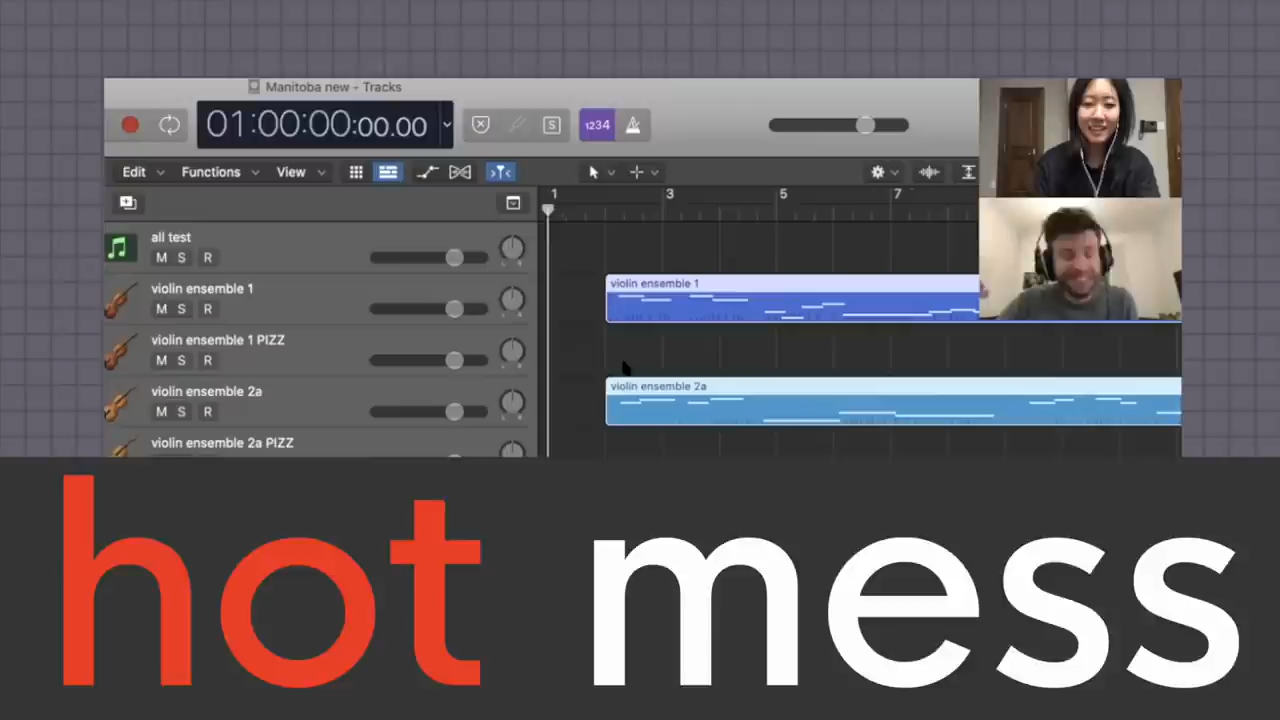 Manitoba new - Tracks
01:00:00:00.00
S
1234
Edit Functions View
1 3 5 7
all test
M S R
violin ensemble 1
M S R
violin ensemble 1
violin ensemble 1 PIZZ
M S R
violin ensemble 2a
M S R
violin ensemble 2a
violin ensemble 2a PIZZ
hot mess